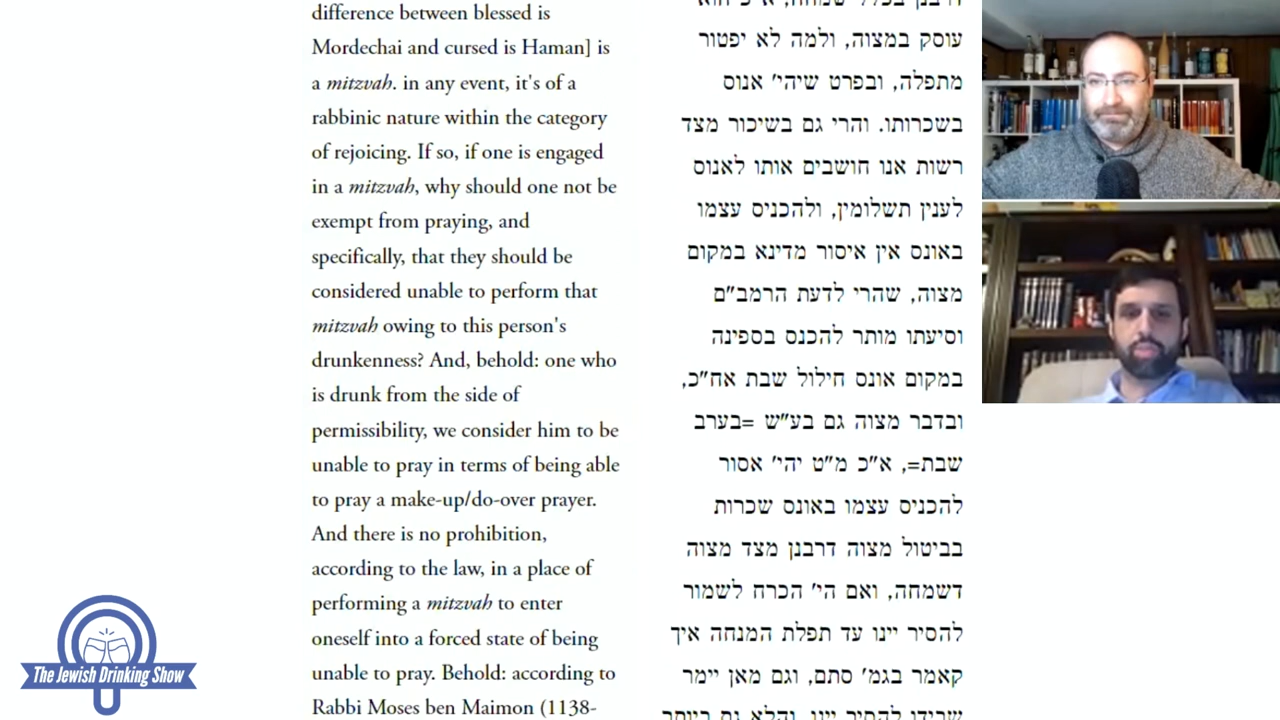 difference between blessed is
Mordechai and cursed is Haman] is
a mitzvah. in any event, it's of a
rabbinic nature within the category
of rejoicing. If so, if one is engaged
in a mitzvah, why should one not be
exempt from praying, and
specifically, that they should be
considered unable to perform that
mitzvah owing to this person's
drunkenness? And, behold: one who
is drunk from the side of
permissibility, we consider him to be
unable to pray in terms of being able
to pray a make-up/do-over prayer.
And there is no prohibition,
according to the law, in a place of
performing a mitzvah to enter
oneself into a forced state of being
unable to pray. Behold: according to
Rabbi Moses ben Maimon (1138-
דרבנן בכלל שמחה, א״כ הוא
עוסק במצוה, ולמה לא יפטור
מתפלה, ובפרט שיהי׳ אנוס
בשכרותו. והרי גם בשיכור מצד
רשות אנו חושבים אותו לאנוס
לענין תשלומין, ולהכניס עצמו
באונס אין איסור מדינא במקום
מצוה, שהרי לדעת הרמב״ם
וסיעתו מותר להכנס בספינה
במקום אונס חילול שבת אח״כ,
ובדבר מצוה גם בע״ש =בערב
שבת=, א״כ מ״ט יהי׳ אסור
להכניס עצמו באונס שכרות
בביטול מצוה דרבנן מצד מצוה
דשמחה, ואם הי׳ הכרח לשמור
להסיר יינו עד תפלת המנחה איך
קאמר בגמ׳ סתם, וגם מאן יימר
שבידו להסיר יינו, והלא גם ביותר
The Jewish Drinking Show